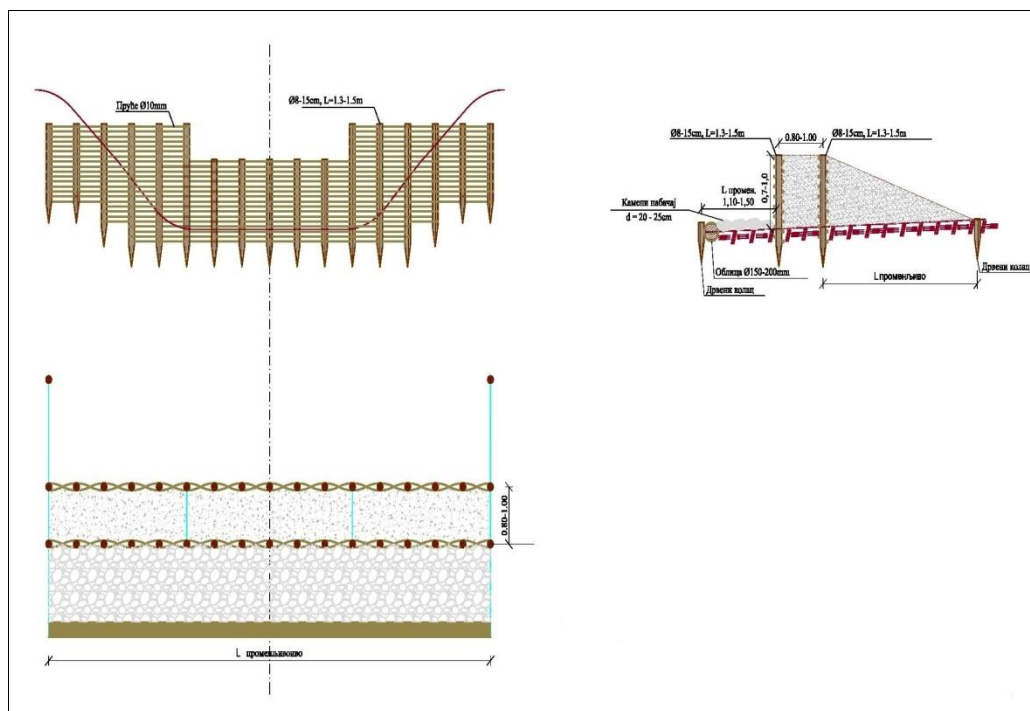 Пруће Ø10mm
Ø8-15cm, L=1.3-1.5m
Ø8-15cm, L=1.3-1.5m
0.80-1.00
Ø8-15cm, L=1.3-1.5m
L промен.
1,10-1,50
0,7-1,0
Камени набачај
d = 20 - 25cm
Облица Ø150-200mm
Дрвени колац
L променљиво
Дрвени колац
0.80-1.00
L променљивоиво